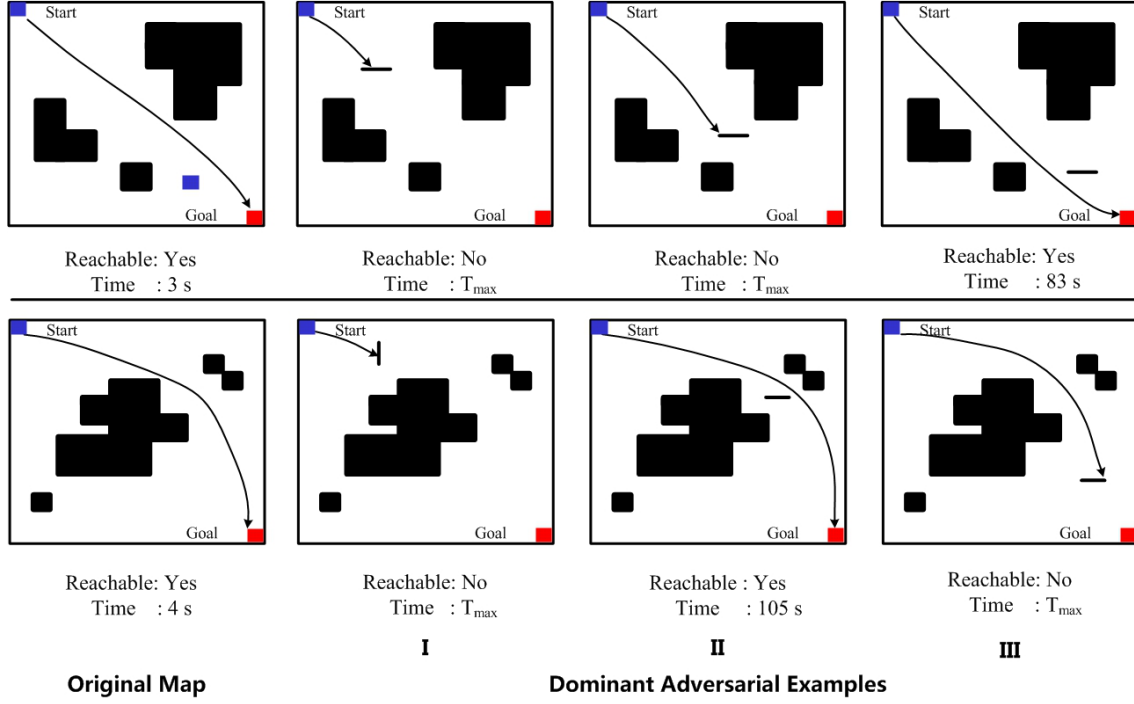 Start Start Start Start
Goal Goal Goal Goal
Reachable: Yes Reachable: No Reachable: No Reachable: Yes
Time : 3 s Time : Tmax Time : Tmax Time : 83 s
Start Start Start Start
Goal Goal Goal Goal
Reachable: Yes Reachable: No Reachable : Yes Reachable: No
Time : 4 s Time : Tmax Time : 105 s Time : Tmax
I II III
Original Map Dominant Adversarial Examples